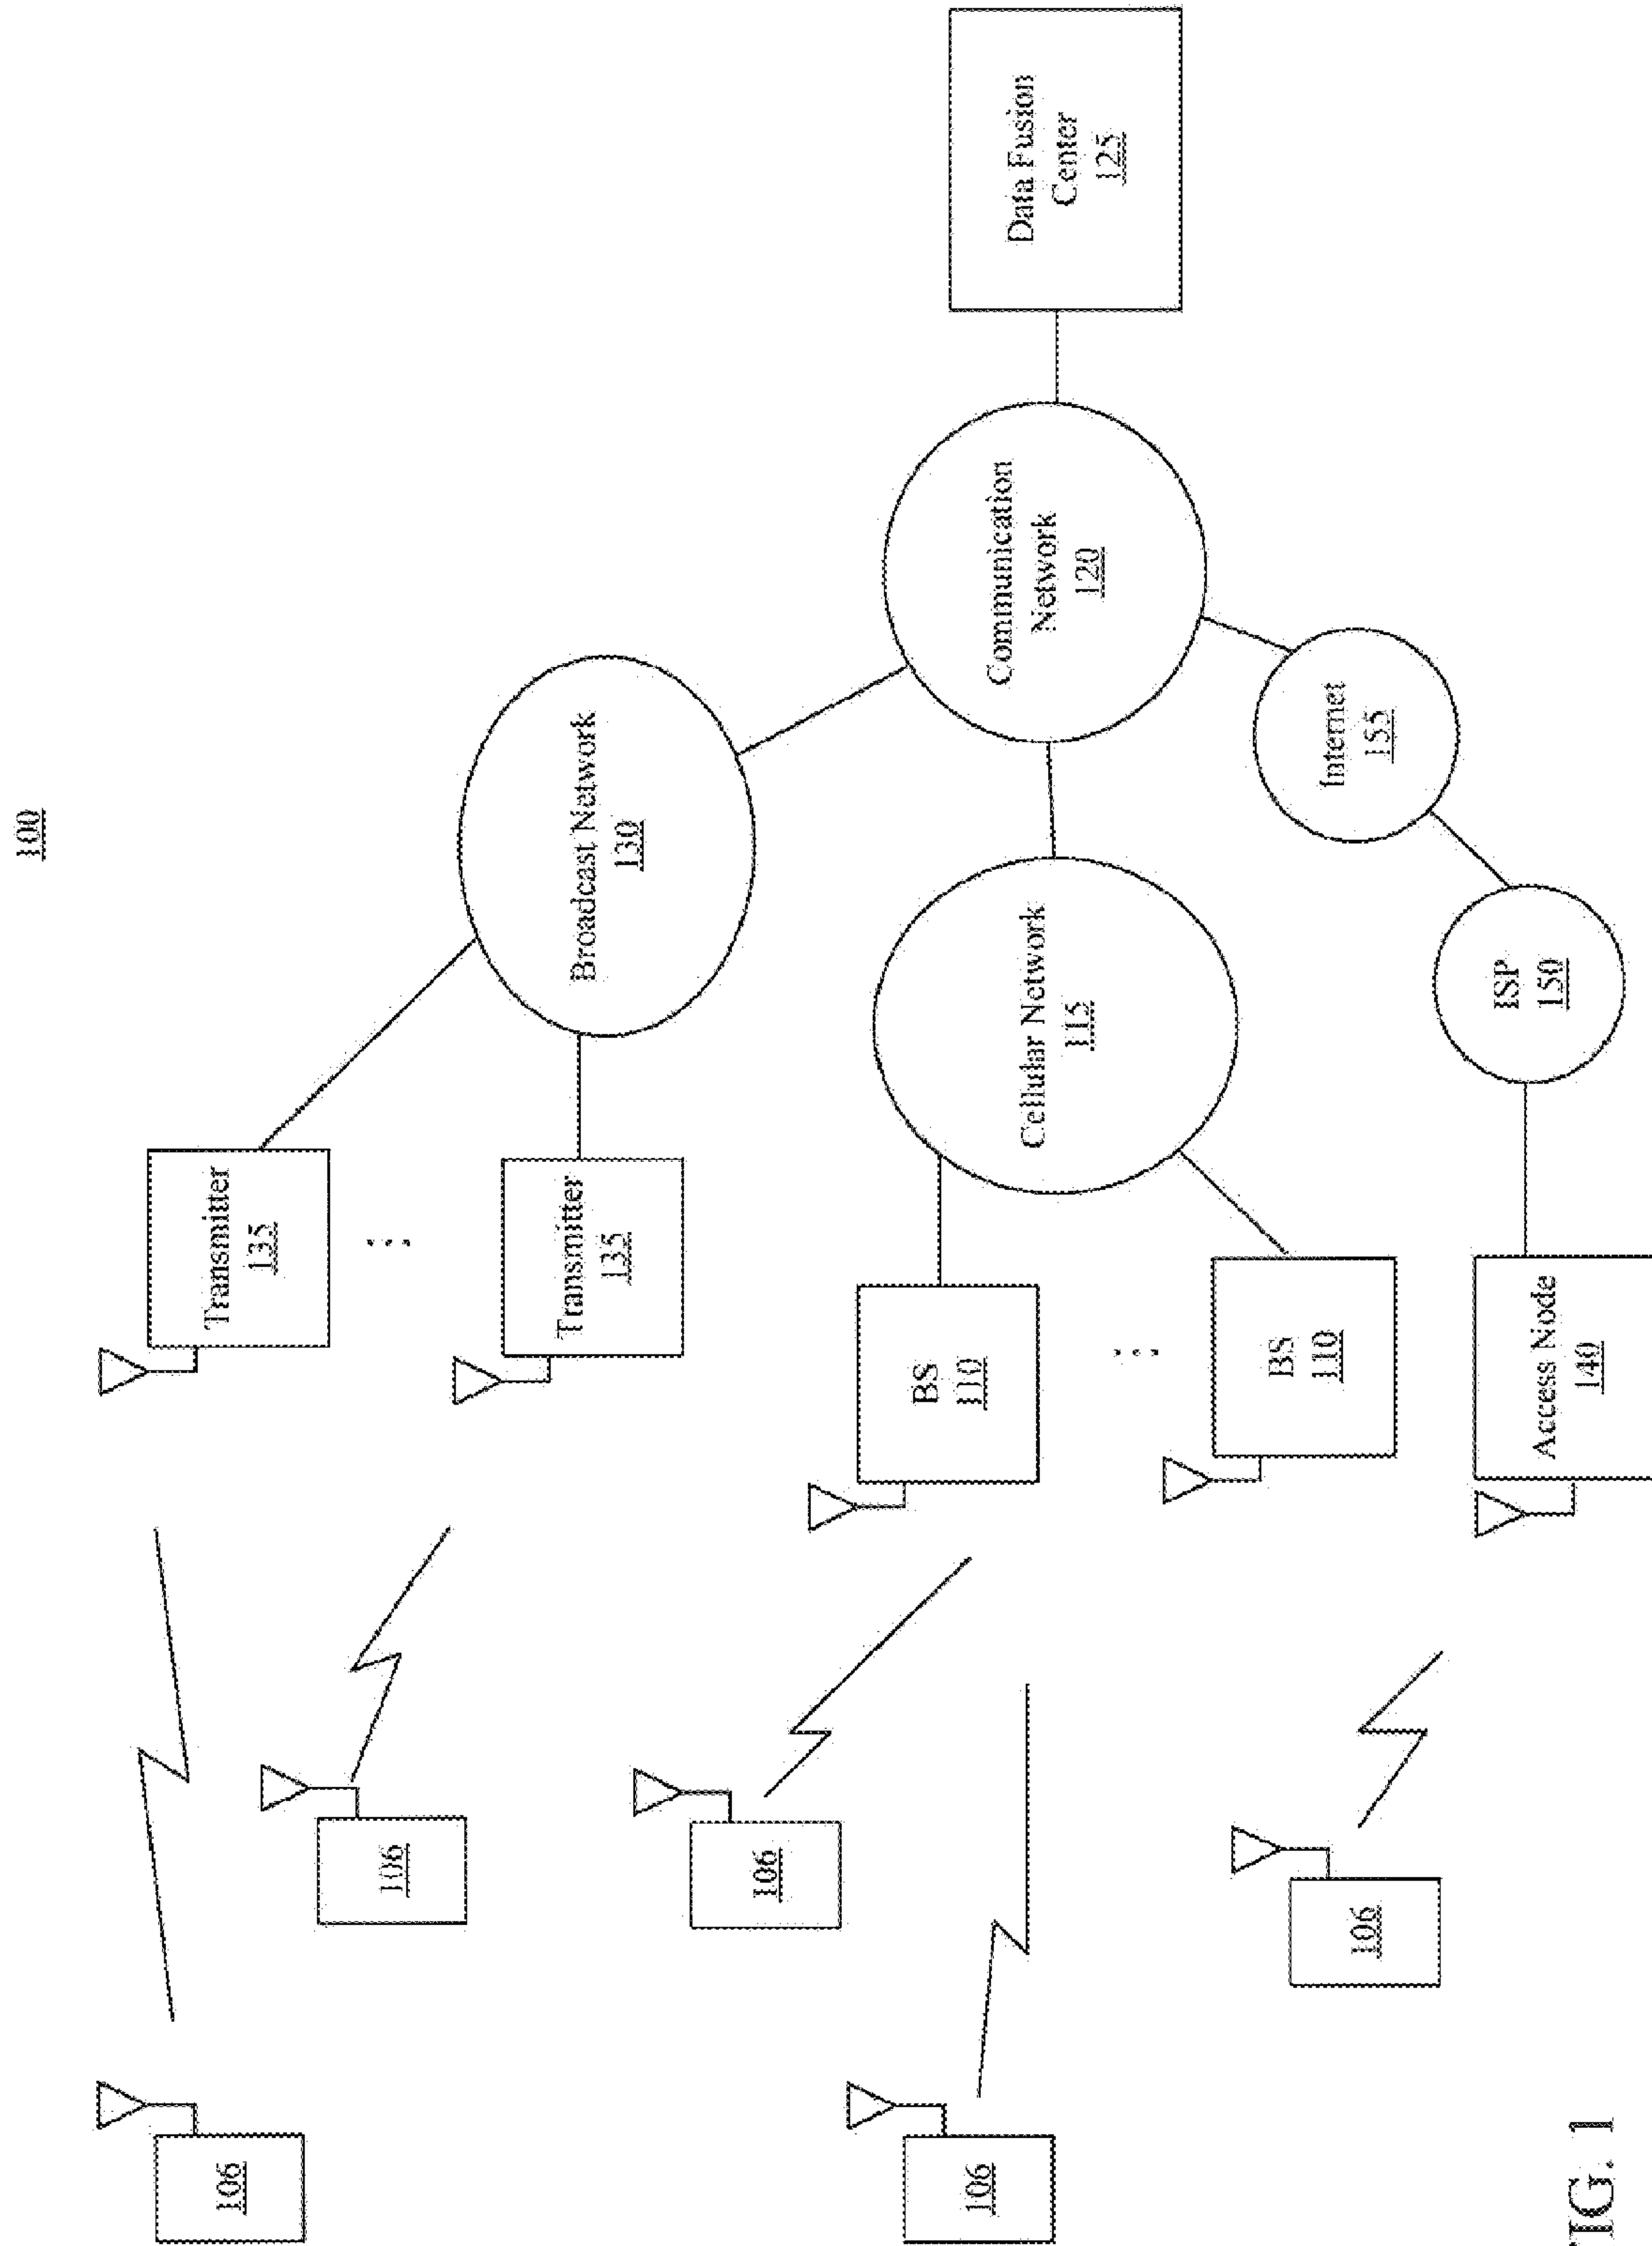 100
106
106
106
106
106
Transmitter
135
Transmitter
135
BS
110
BS
110
Access Node
140
Broadcast Network
130
Cellular Network
115
ISP
150
Internet
155
Communication
Network
120
Data Fusion
Center
125
FIG. 1